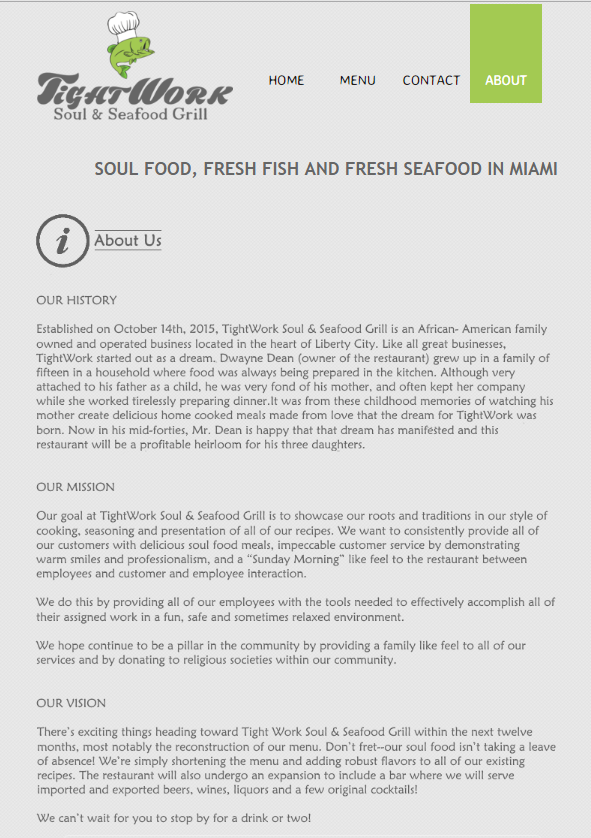 TightWork
Soul & Seafood Grill
HOME MENU CONTACT ABOUT
SOUL FOOD, FRESH FISH AND FRESH SEAFOOD IN MIAMI
i About Us
OUR HISTORY
Established on October 14th, 2015, TightWork Soul & Seafood Grill is an African- American family
owned and operated business located in the heart of Liberty City. Like all great businesses,
TightWork started out as a dream. Dwayne Dean (owner of the restaurant) grew up in a family of
fifteen in a household where food was always being prepared in the kitchen. Although very
attached to his father as a child, he was very fond of his mother, and often kept her company
while she worked tirelessly preparing dinner.It was from these childhood memories of watching his
mother create delicious home cooked meals made from love that the dream for TightWork was
born. Now in his mid-forties, Mr. Dean is happy that that dream has manifested and this
restaurant will be a profitable heirloom for his three daughters.
OUR MISSION
Our goal at TightWork Soul & Seafood Grill is to showcase our roots and traditions in our style of
cooking, seasoning and presentation of all of our recipes. We want to consistently provide all of
our customers with delicious soul food meals, impeccable customer service by demonstrating
warm smiles and professionalism, and a “Sunday Morning” like feel to the restaurant between
employees and customer and employee interaction.
We do this by providing all of our employees with the tools needed to effectively accomplish all of
their assigned work in a fun, safe and sometimes relaxed environment.
We hope continue to be a pillar in the community by providing a family like feel to all of our
services and by donating to religious societies within our community.
OUR VISION
There's exciting things heading toward Tight Work Soul & Seafood Grill within the next twelve
months, most notably the reconstruction of our menu. Don't fret--our soul food isn't taking a leave
of absence! We're simply shortening the menu and adding robust flavors to all of our existing
recipes. The restaurant will also undergo an expansion to include a bar where we will serve
imported and exported beers, wines, liquors and a few original cocktails!
We can't wait for you to stop by for a drink or two!